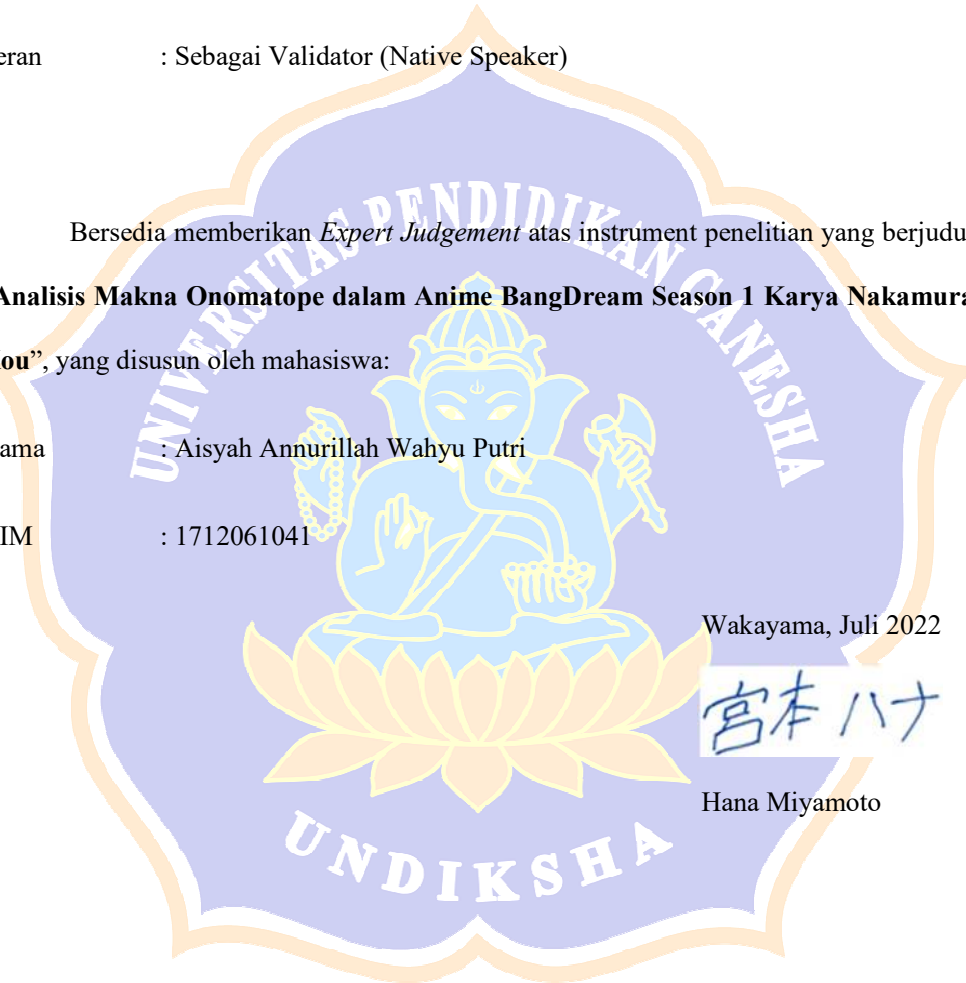 eran : Sebagai Validator (Native Speaker)
UNIVERSITAS PENDIDIKAN GANESHA
Bersedia memberikan Expert Judgement atas instrument penelitian yang berjudu
Analisis Makna Onomatope dalam Anime BangDream Season 1 Karya Nakamura
ou”, yang disusun oleh mahasiswa:
ama : Aisyah Annurillah Wahyu Putri
IM : 1712061041
Wakayama, Juli 2022
宮本 ハナ
Hana Miyamoto
UNDIKSHA